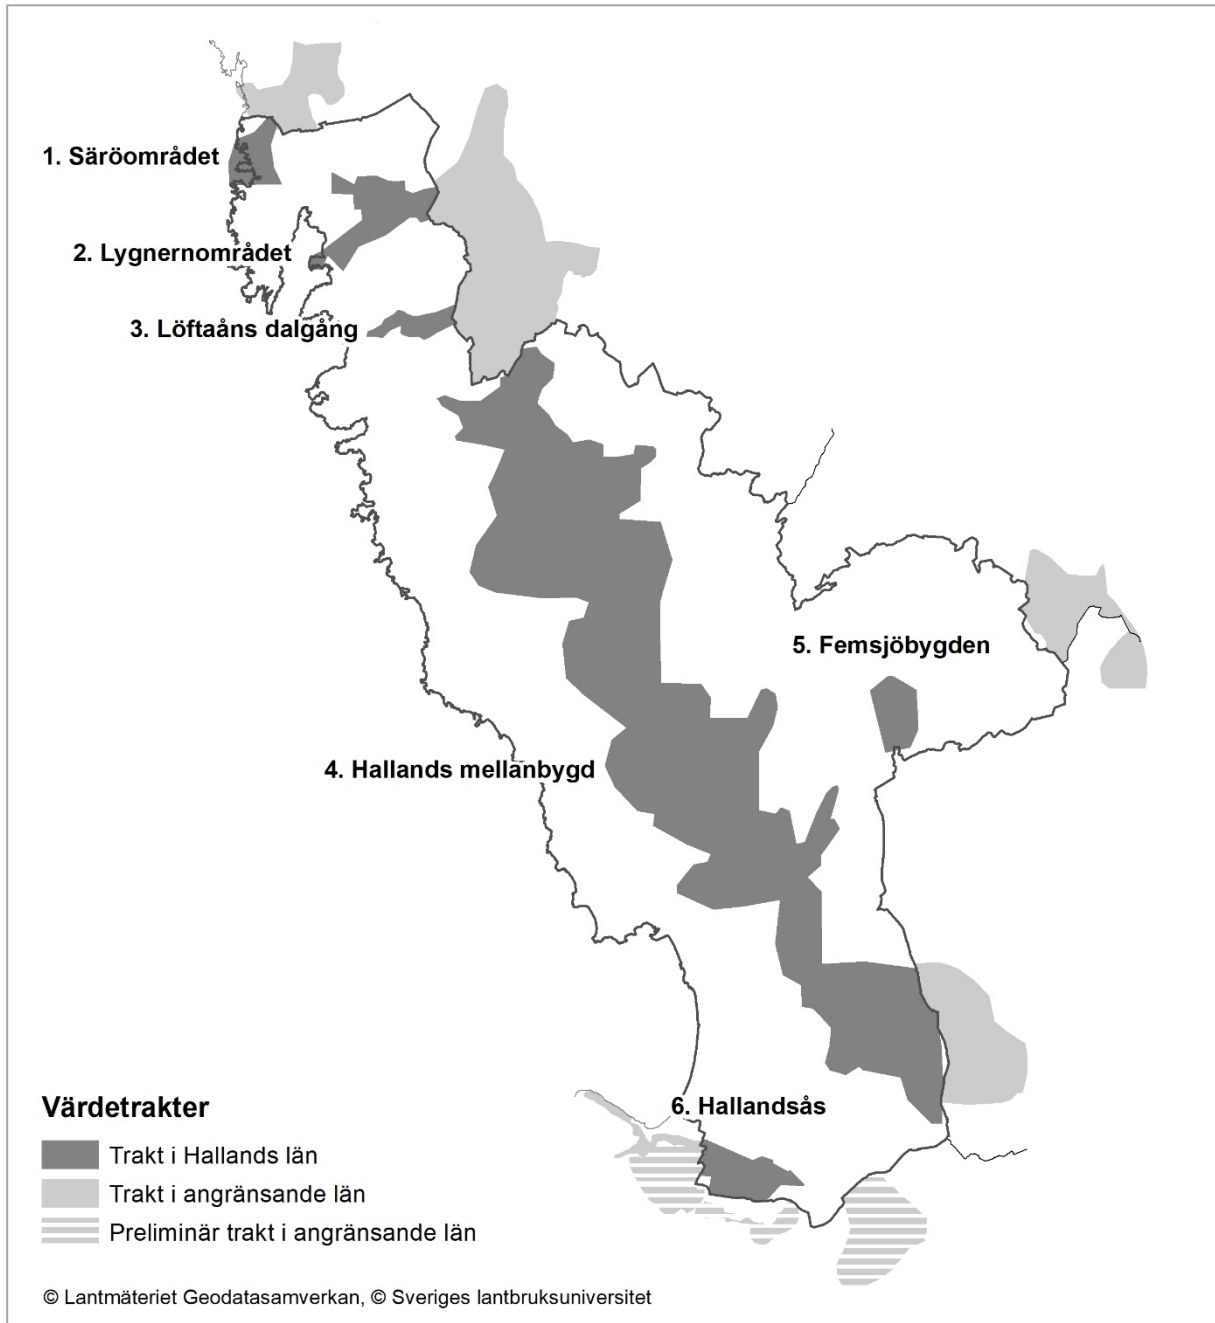 1. Säröområdet
2. Lygnernområdet
3. Löftaåns dalgång
5. Femsjöbygden
4. Hallands mellanbygd
6. Hallandsås
Värdetrakter
Trakt i Hallands län
Trakt i angränsande län
Preliminär trakt i angränsande län
© Lantmäteriet Geodatasamverkan, © Sveriges lantbruksuniversitet